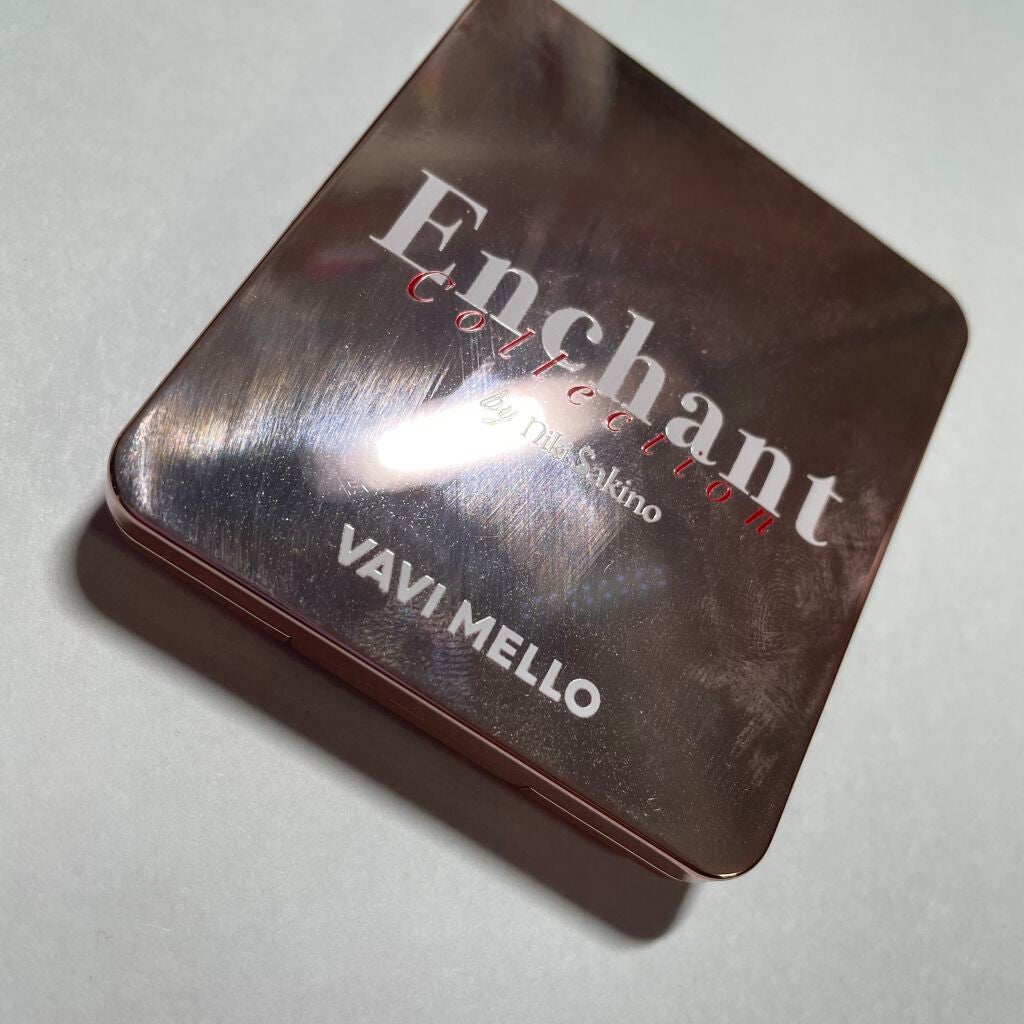 Enchant
Collection
by Niki Sakino
VAVI MELLO